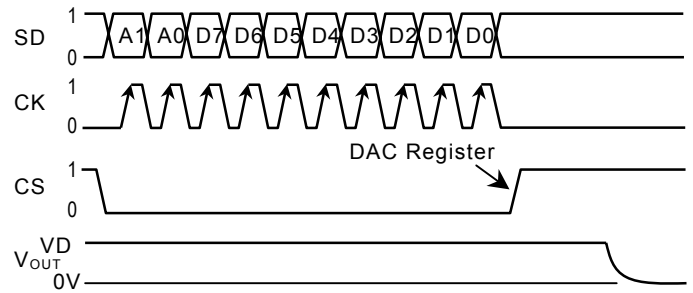 SD 1 0 A1 A0 D7 D6 D5 D4 D3 D2 D1 D0
CK 1 0
DAC Register
CS 1 0
VOUT VD 0V